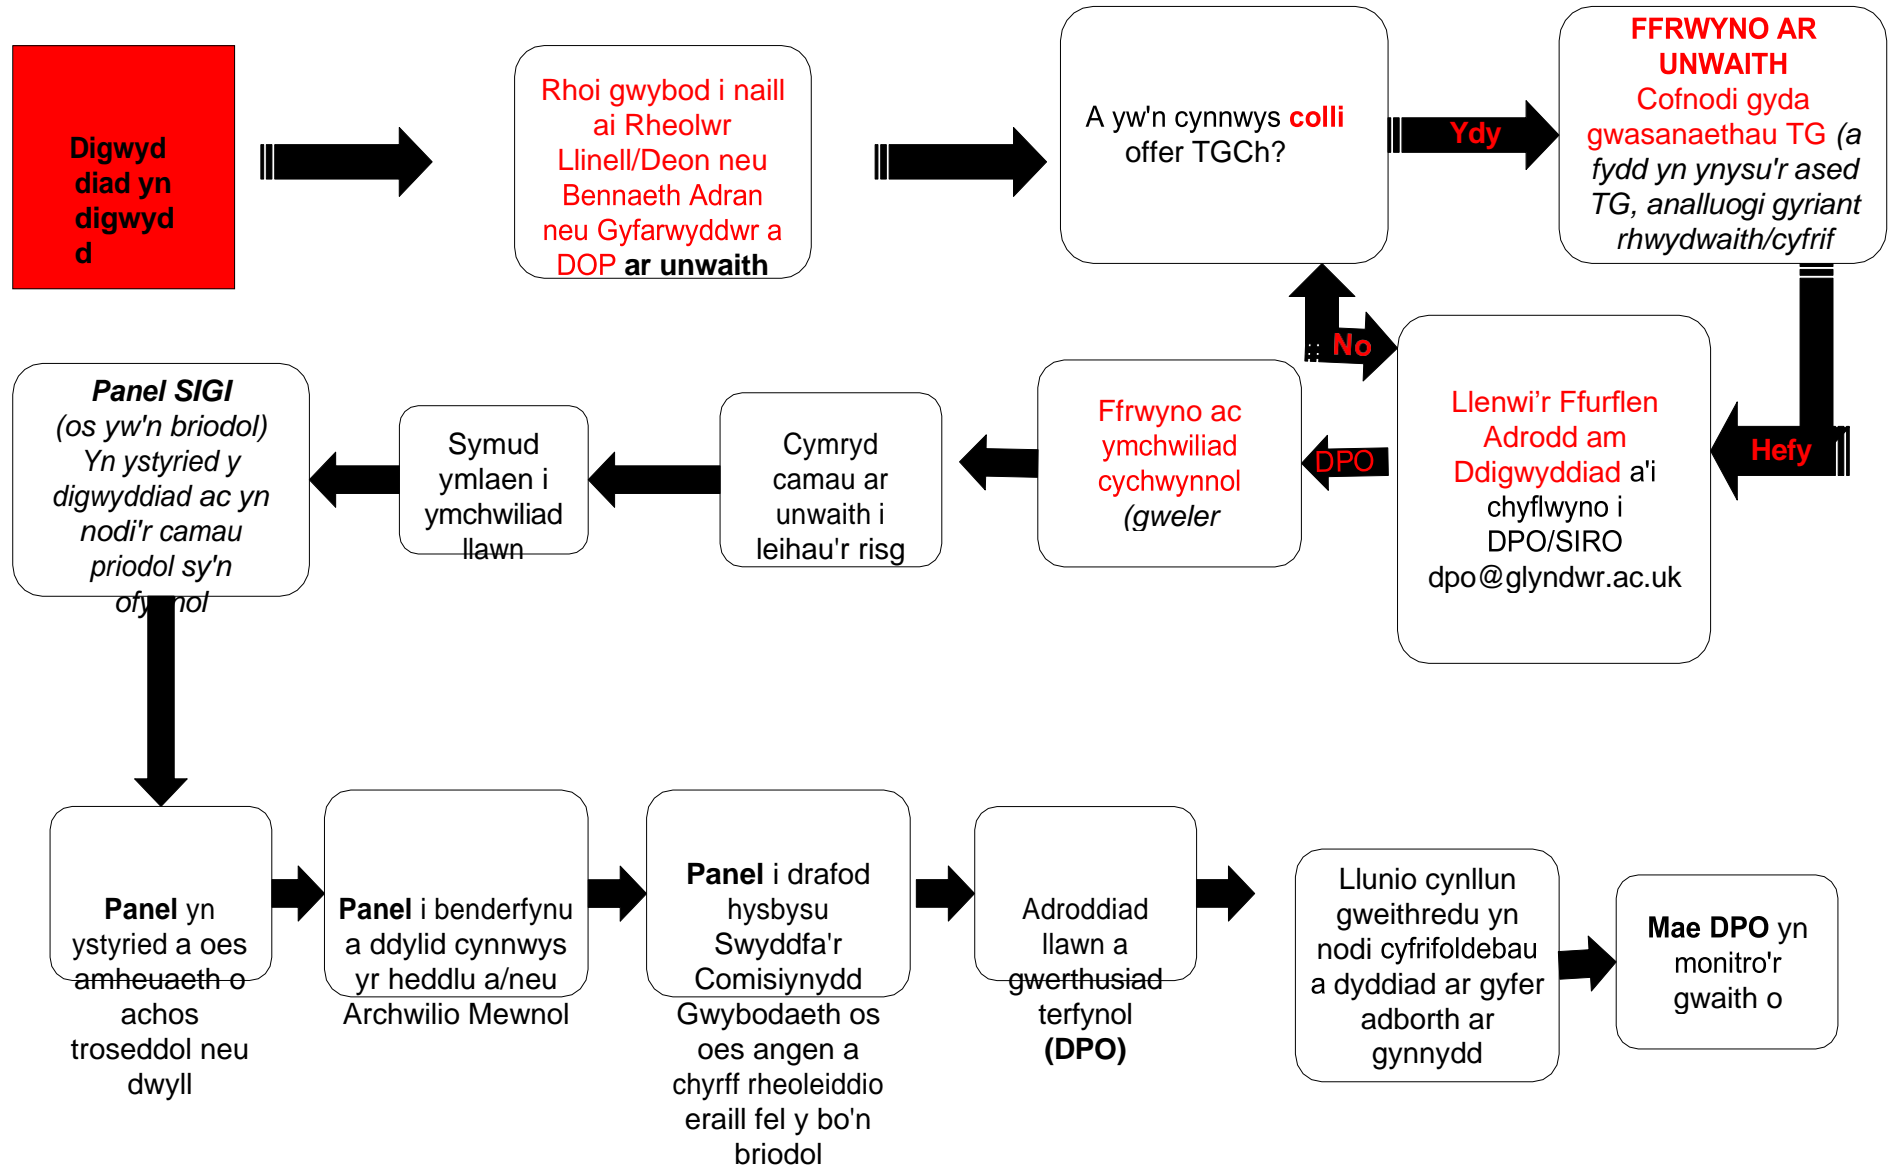 Digwyd
diad yn
digwyd
d
Rhoi gwybod i naill
ai Rheolwr
Llinell/Deon neu
Bennaeth Adran
neu Gyfarwyddwr a
DOP ar unwaith
A yw'n cynnwys colli
offer TGCh?
Ydy
FFRWYNO AR
UNWAITH
Cofnodi gyda
gwasanaethau TG (a
fydd yn ynysu'r ased
TG, analluogi gyriant
rhwydwaith/cyfrif
No
Hefy
Llenwi’r Ffurflen
Adrodd am
Ddigwyddiad a'i
chyflwyno i
DPO/SIRO
dpo@glyndwr.ac.uk
DPO
Ffrwyno ac
ymchwiliad
cychwynnol
(gweler
Cymryd
camau ar
unwaith i
leihau'r risg
Symud
ymlaen i
ymchwiliad
llawn
Panel SIGI
(os yw'n briodol)
Yn ystyried y
digwyddiad ac yn
nodi'r camau
priodol sy'n
ofynnol
Panel yn
ystyried a oes
amheuaeth o
achos
troseddol neu
dwyll
Panel i benderfynu
a ddylid cynnwys
yr heddlu a/neu
Archwilio Mewnol
Panel i drafod
hysbysu
Swyddfa'r
Comisiynydd
Gwybodaeth os
oes angen a
chyrff rheoleiddio
eraill fel y bo'n
briodol
Adroddiad
llawn a
gwerthusiad
terfynol
(DPO)
Llunio cynllun
gweithredu yn
nodi cyfrifoldebau
a dyddiad ar gyfer
adborth ar
gynnydd
Mae DPO yn
monitro'r
gwaith o